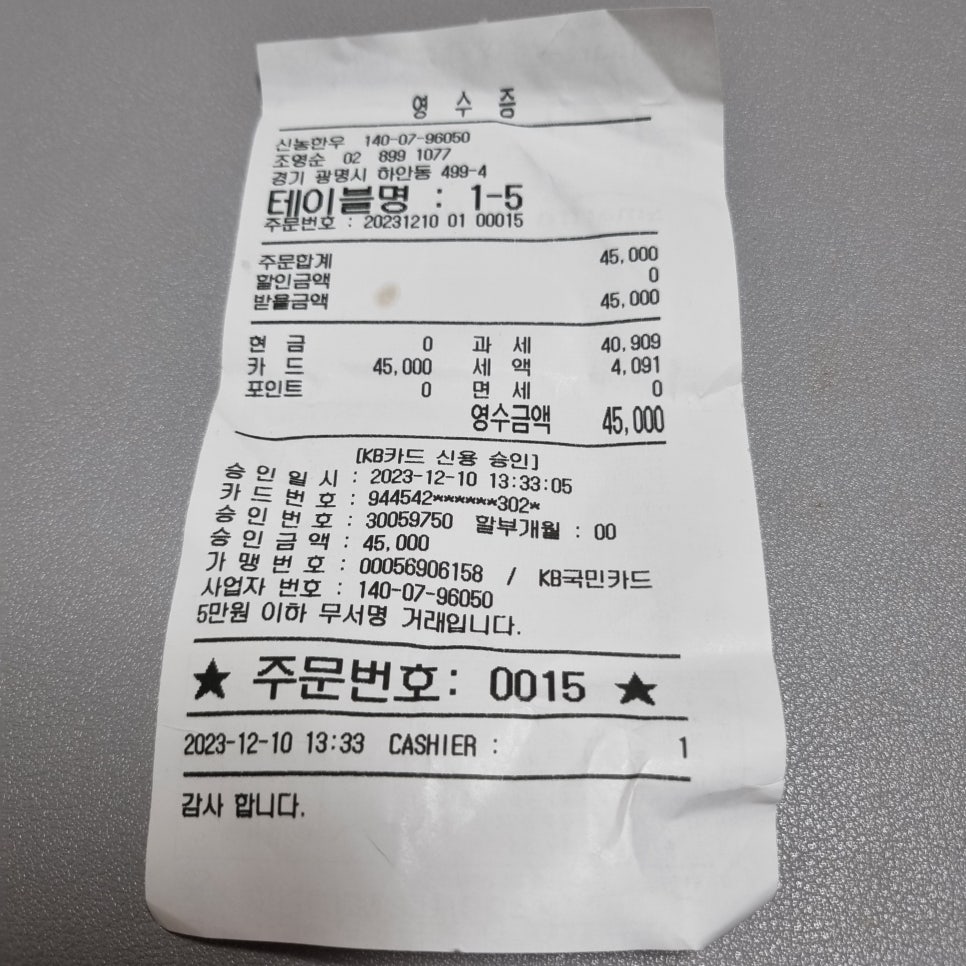 영 수 증
신농한우 140-07-96050
조영순 02 899 1077
경기 광명시 하안동 499-4
테이블명 : 1-5
주문번호 : 20231210 01 00015
주문합계 45,000
할인금액 0
받을금액 45,000
현 금 0 과 세 40,909
카 드 45,000 세 액 4,091
포인트 0 면 세 0
영수금액 45,000
[KB카드 신용 승인]
승 인 일 시 : 2023-12-10 13:33:05
카 드 번 호 : 944542******302*
승 인 번 호 : 30059750 할부개월 : 00
승 인 금 액 : 45,000
가 맹 번 호 : 00056906158 / KB국민카드
사업자 번호 : 140-07-96050
5만원 이하 무서명 거래입니다.
★ 주문번호: 0015 ★
2023-12-10 13:33 CASHIER : 1
감사 합니다.